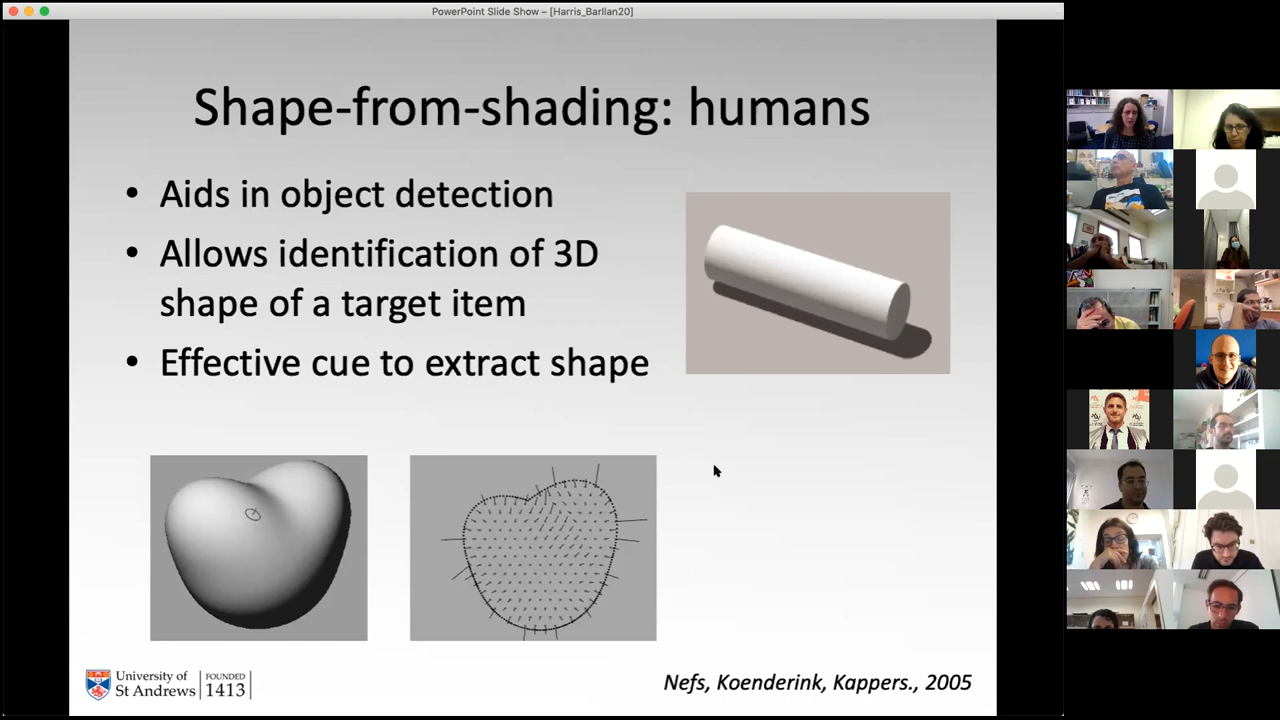 PowerPoint Slide Show – [Harris_BarIlan20]
Shape-from-shading: humans
• Aids in object detection
• Allows identification of 3D
shape of a target item
• Effective cue to extract shape
University of
St Andrews
FOUNDED
1413
Nefs, Koenderink, Kappers., 2005